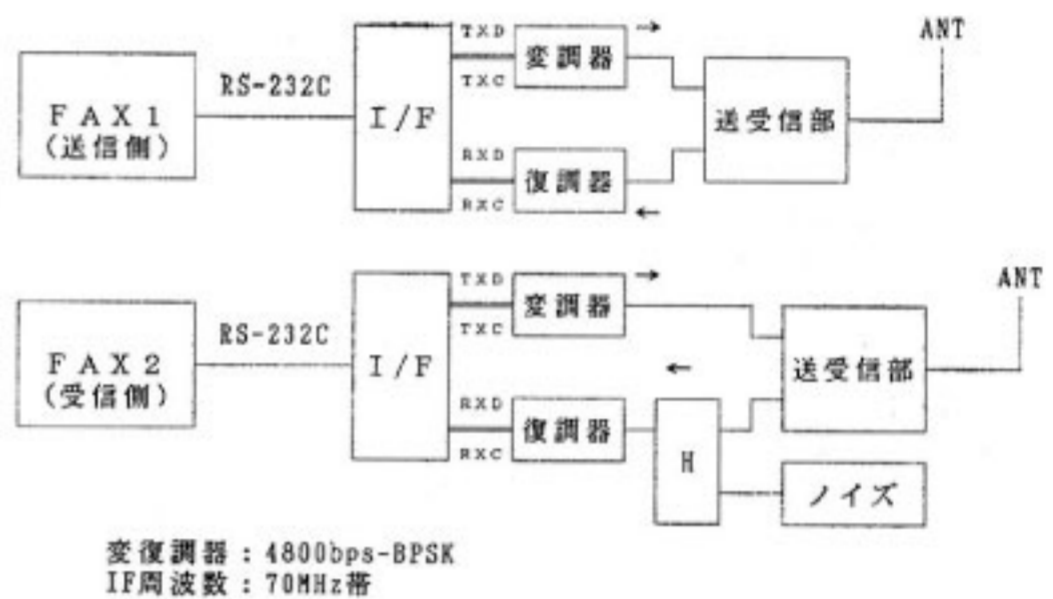 ANT
TXD
変調器 →
RS-232C
TXC
FAX1
(送信側)
I/F
送受信部
RXD
復調器
RXC ←
ANT
TXD →
変調器
RS-232C
TXC
FAX2
(受信側)
I/F
送受信部
←
RXD
復調器
RXC
H
ノイズ
変復調器：4800bps-BPSK
IF周波数：70MHz帯